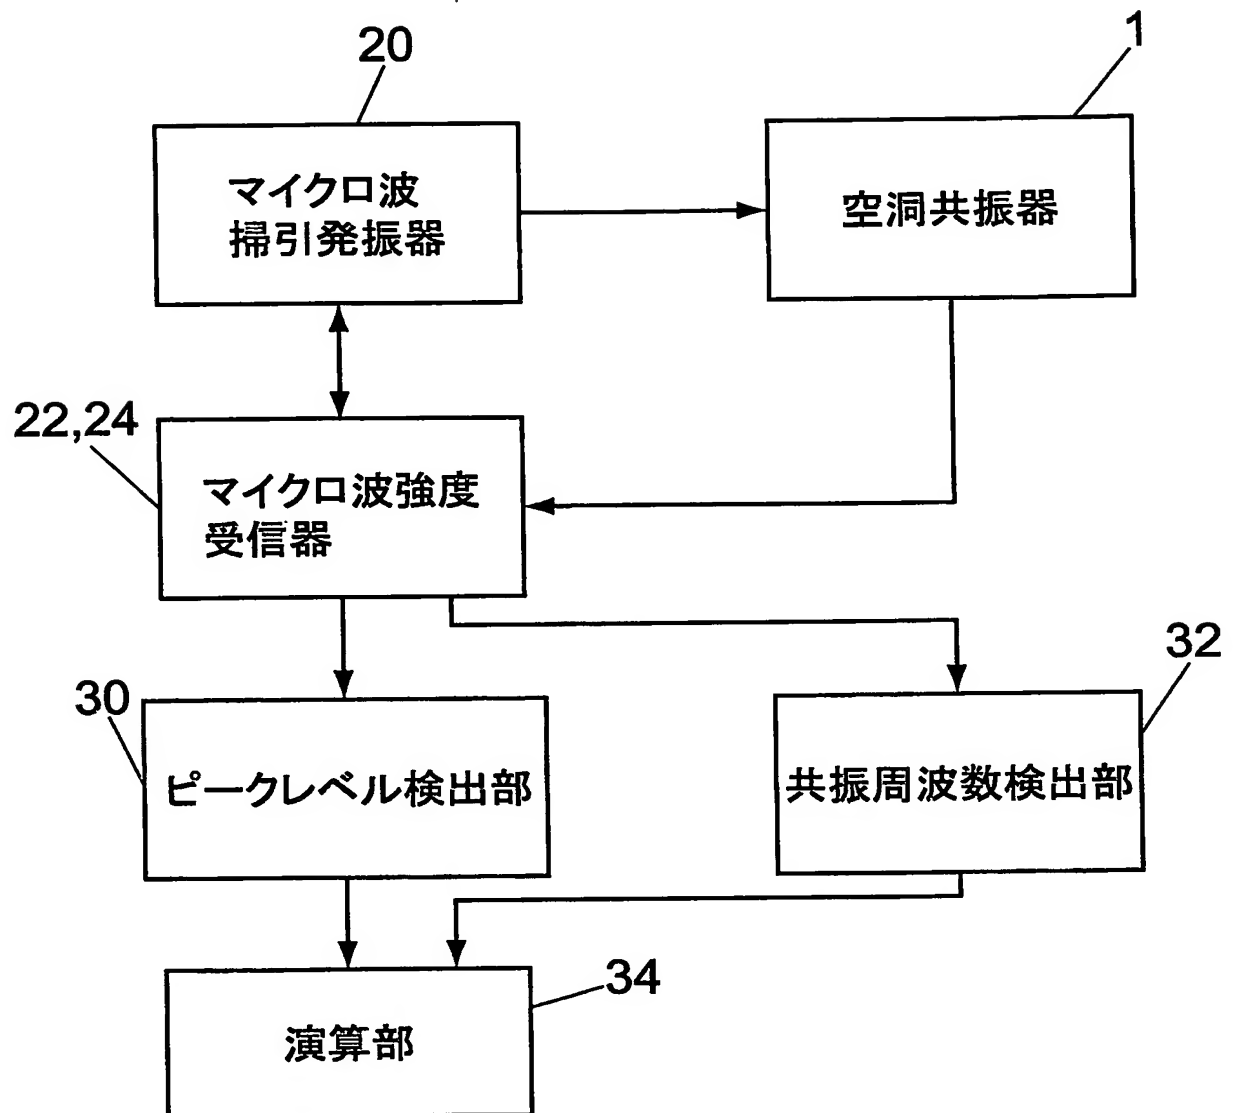 20
1
マイクロ波
掃引発振器
空洞共振器
22,24
マイクロ波強度
受信器
30
32
ピークレベル検出部
共振周波数検出部
34
演算部